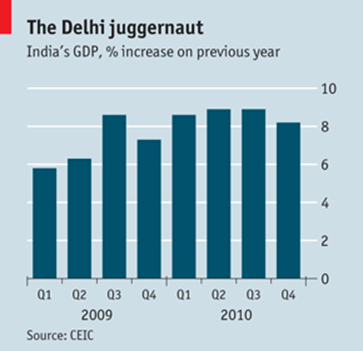 The Delhi juggernaut
India's GDP, % increase on previous year
10
8
6
4
2
0
Q1 Q2 Q3 Q4 Q1 Q2 Q3 Q4
2009 2010
Source: CEIC